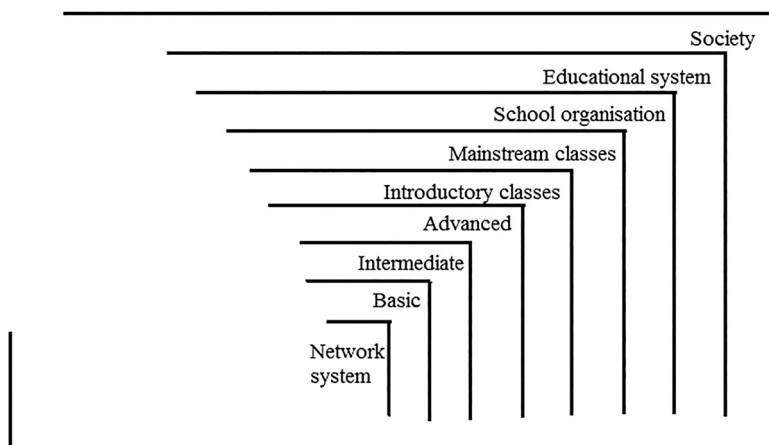 Society
Educational system
School organisation
Mainstream classes
Introductory classes
Advanced
Intermediate
Basic
Network
system